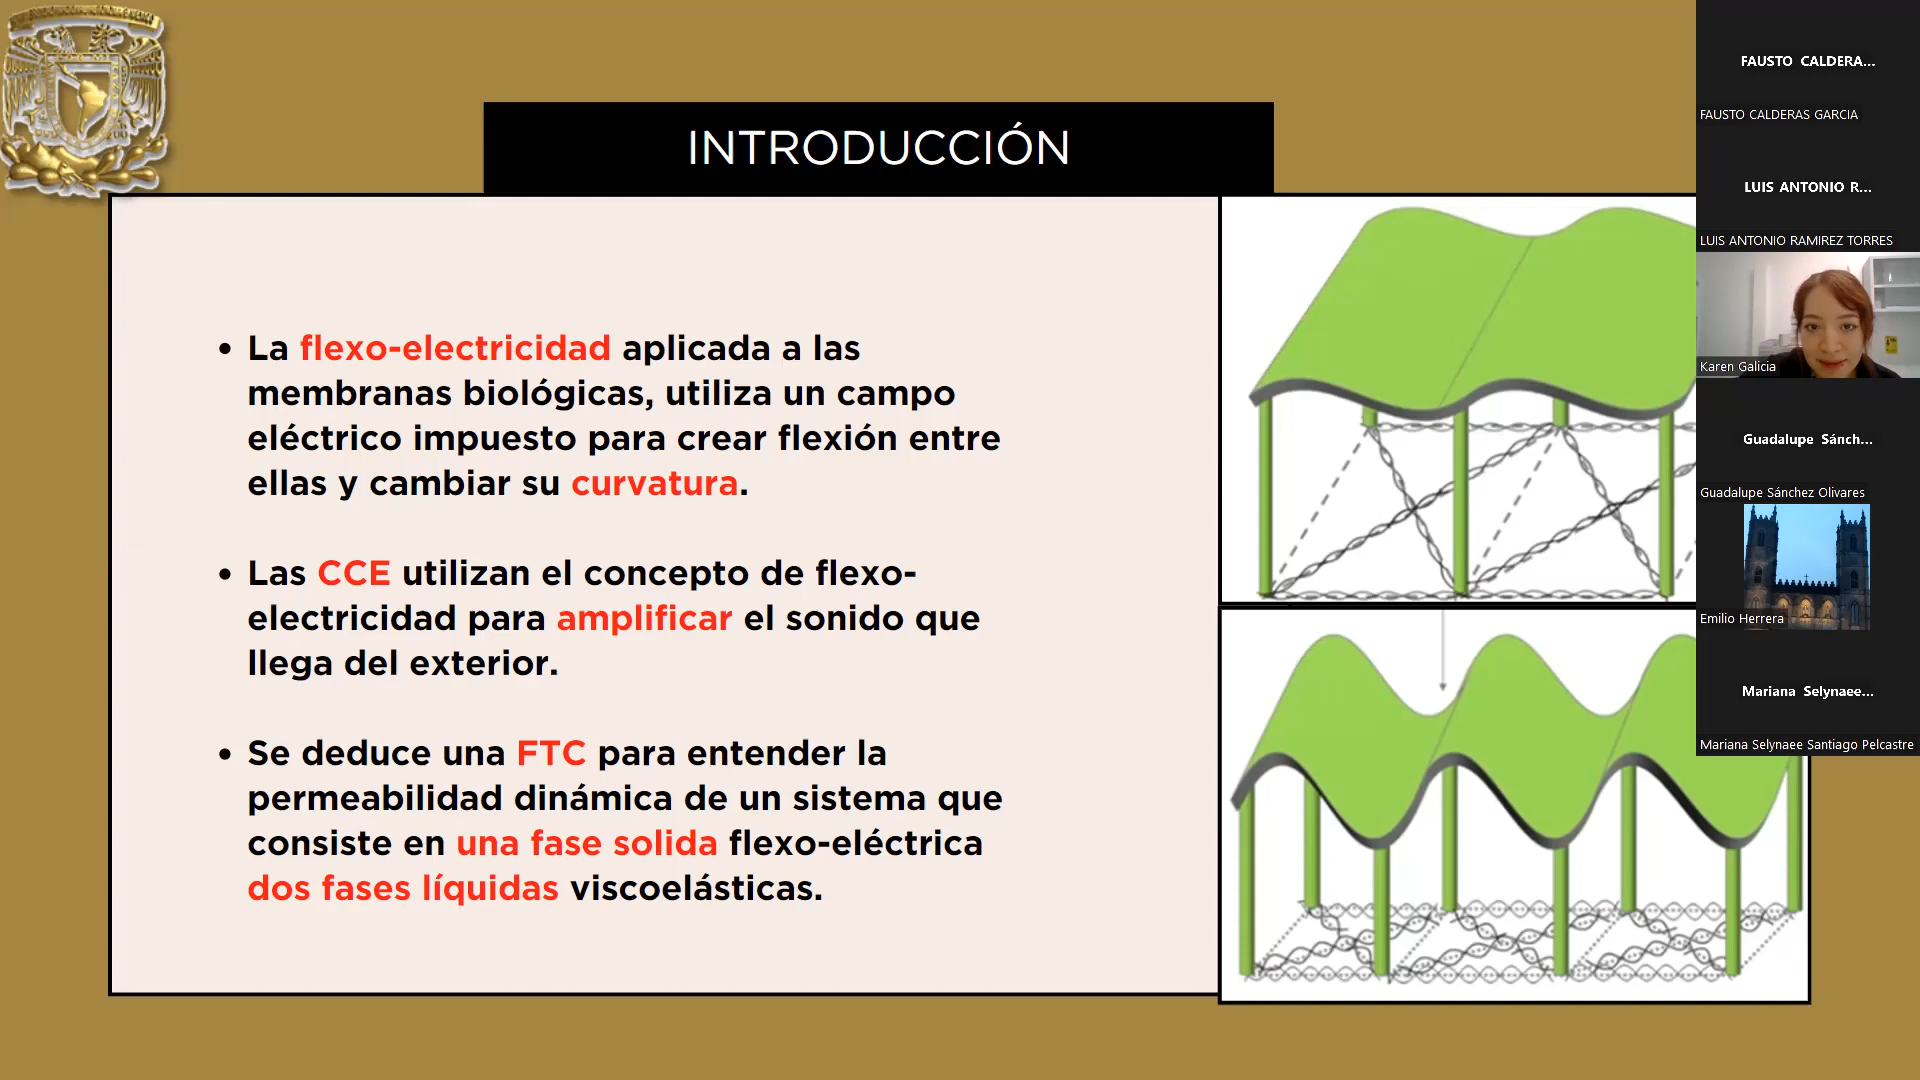 INTRODUCCIÓN
• La flexo-electricidad aplicada a las
membranas biológicas, utiliza un campo
eléctrico impuesto para crear flexión entre
ellas y cambiar su curvatura.
• Las CCE utilizan el concepto de flexo-
electricidad para amplificar el sonido que
llega del exterior.
• Se deduce una FTC para entender la
permeabilidad dinámica de un sistema que
consiste en una fase solida flexo-eléctrica
dos fases líquidas viscoelásticas.
FAUSTO CALDERA...
FAUSTO CALDERAS GARCIA
LUIS ANTONIO R...
LUIS ANTONIO RAMIREZ TORRES
Karen Galicia
Guadalupe Sánch...
Guadalupe Sánchez Olivares
Emilio Herrera
Mariana Selynaee...
Mariana Selynaee Santiago Pelcastre